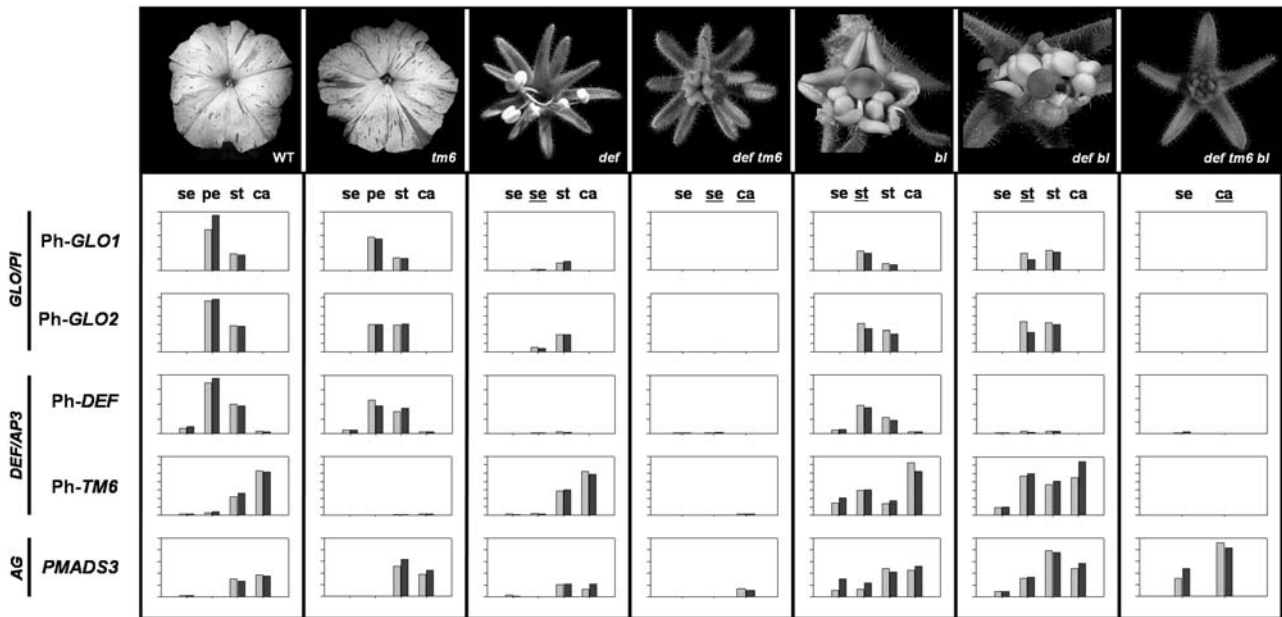 WT tm6 def def tm6 bl def bl def tm6 bl
se pe st ca se pe st ca se se st ca se se ca se st st ca se st st ca se ca
GLO/PI
Ph-GLO1
Ph-GLO2
DEF/AP3
Ph-DEF
Ph-TM6
AG
PMADS3